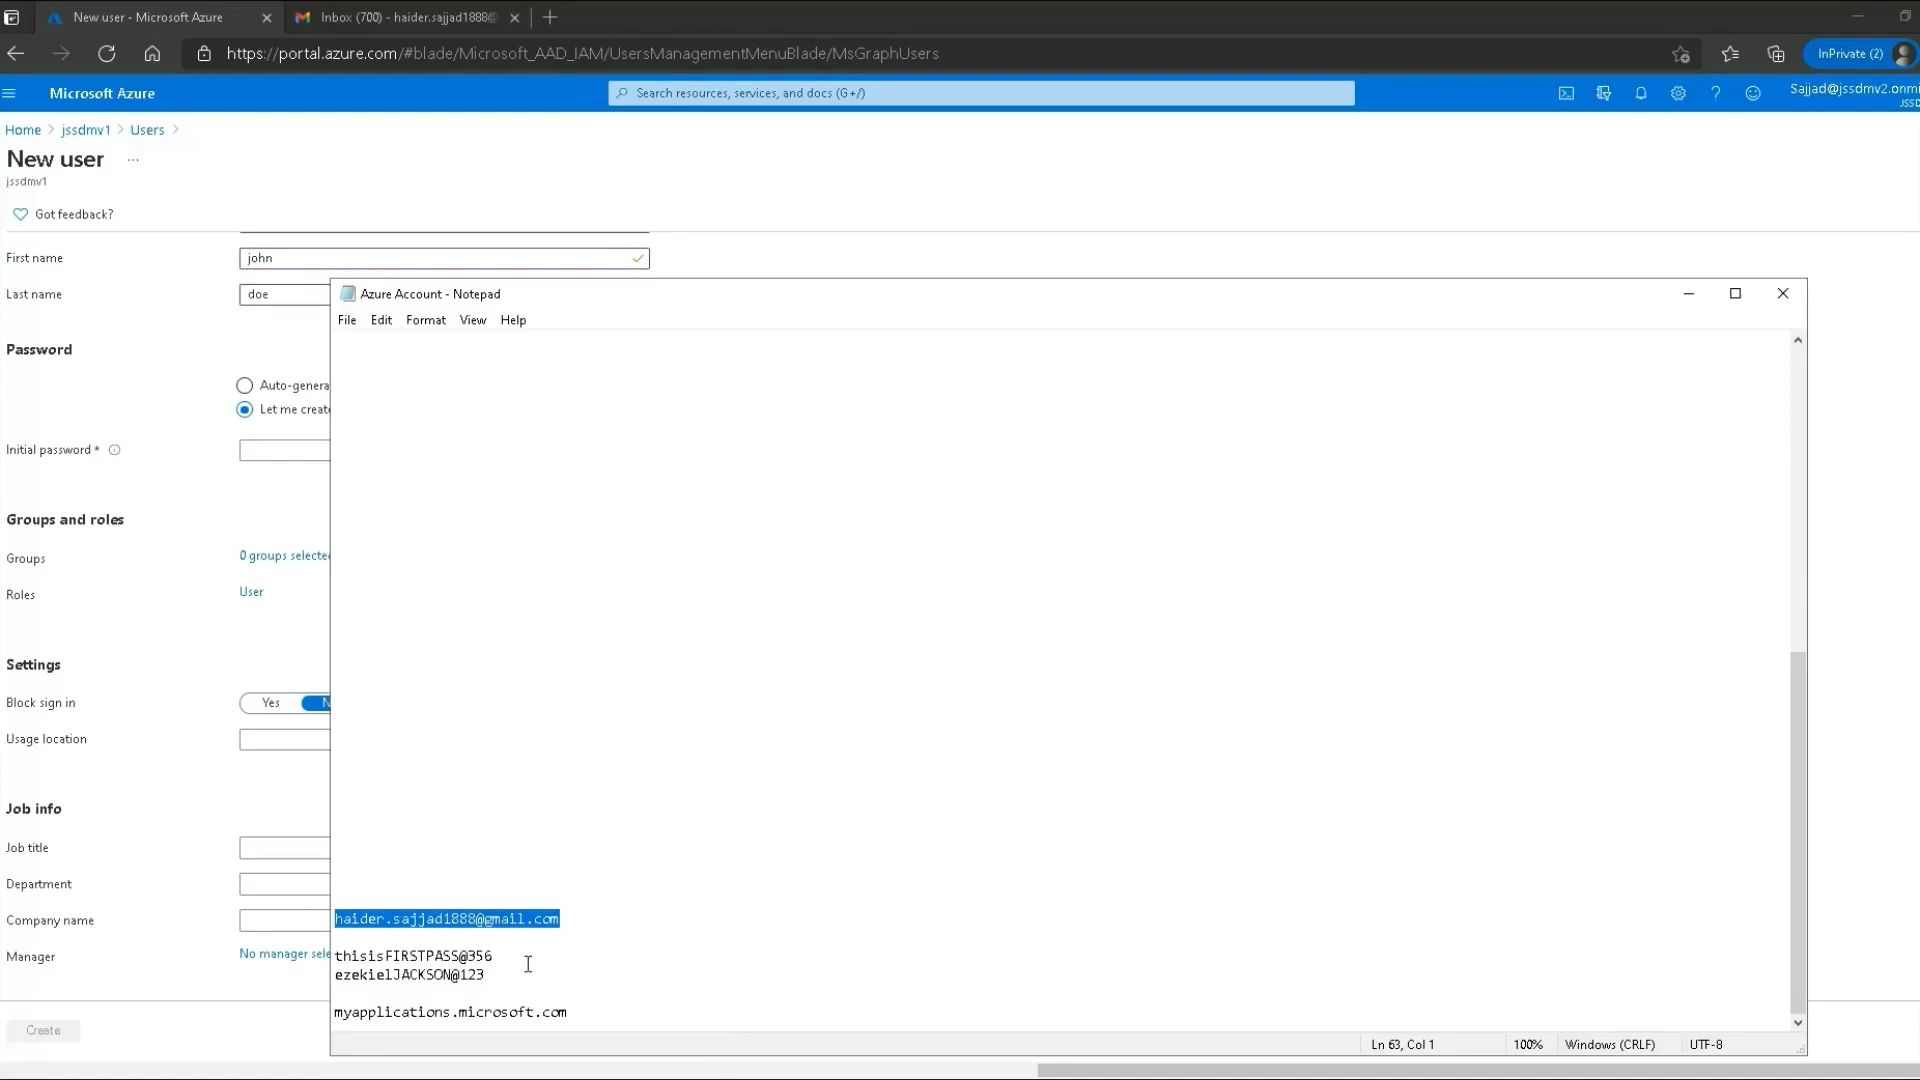 New user - Microsoft Azure
Inbox (700) - haider.sajjad1888@
https://portal.azure.com/#blade/Microsoft_AAD_IAM/UsersManagementMenuBlade/MsGraphUsers
InPrivate (2)
Microsoft Azure
Search resources, services, and docs (G+/)
Sajjad@jssdmv2.onmi
JSSD
Home > jssdmv1 > Users >
New user ...
jssdmv1
Got feedback?
First name
john
Last name
doe
Azure Account - Notepad
File Edit Format View Help
Password
Auto-genera
Let me create
Initial password *
Groups and roles
Groups
0 groups selected
Roles
User
Settings
Block sign in
Yes N
Usage location
Job info
Job title
Department
Company name
Manager
No manager sele
haider.sajjad1888@gmail.com
thisisFIRSTPASS@356
ezekielJACKSON@123
myapplications.microsoft.com
Create
Ln 63, Col 1
100%
Windows (CRLF)
UTF-8